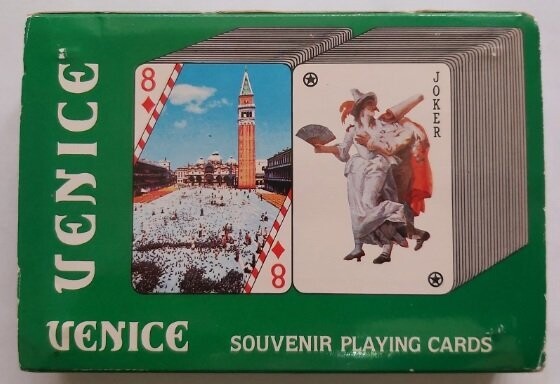 VENICE
8
JOKER
8
VENICE
SOUVENIR PLAYING CARDS